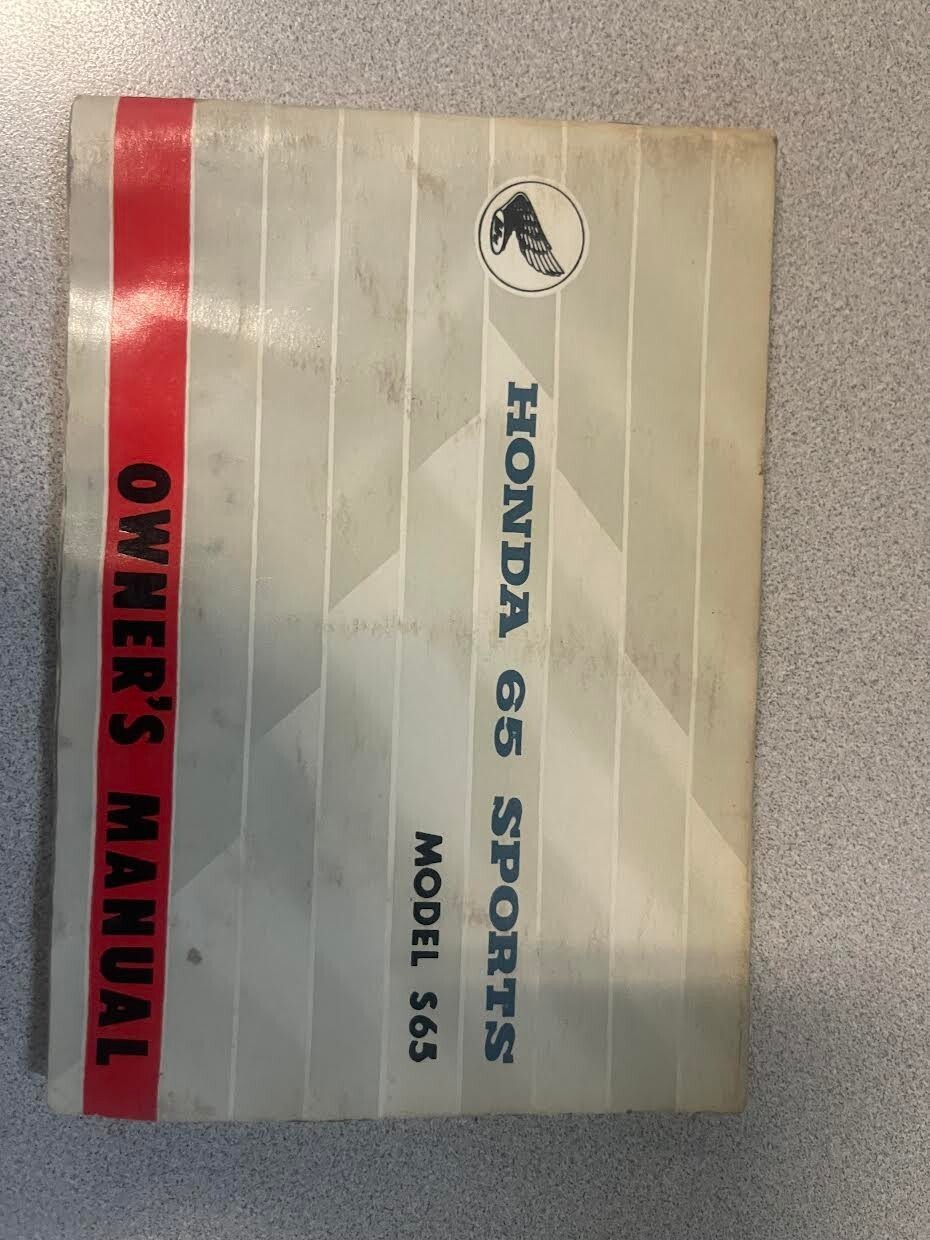 HONDA 65 SPORTS
MODEL S65
OWNER'S MANUAL